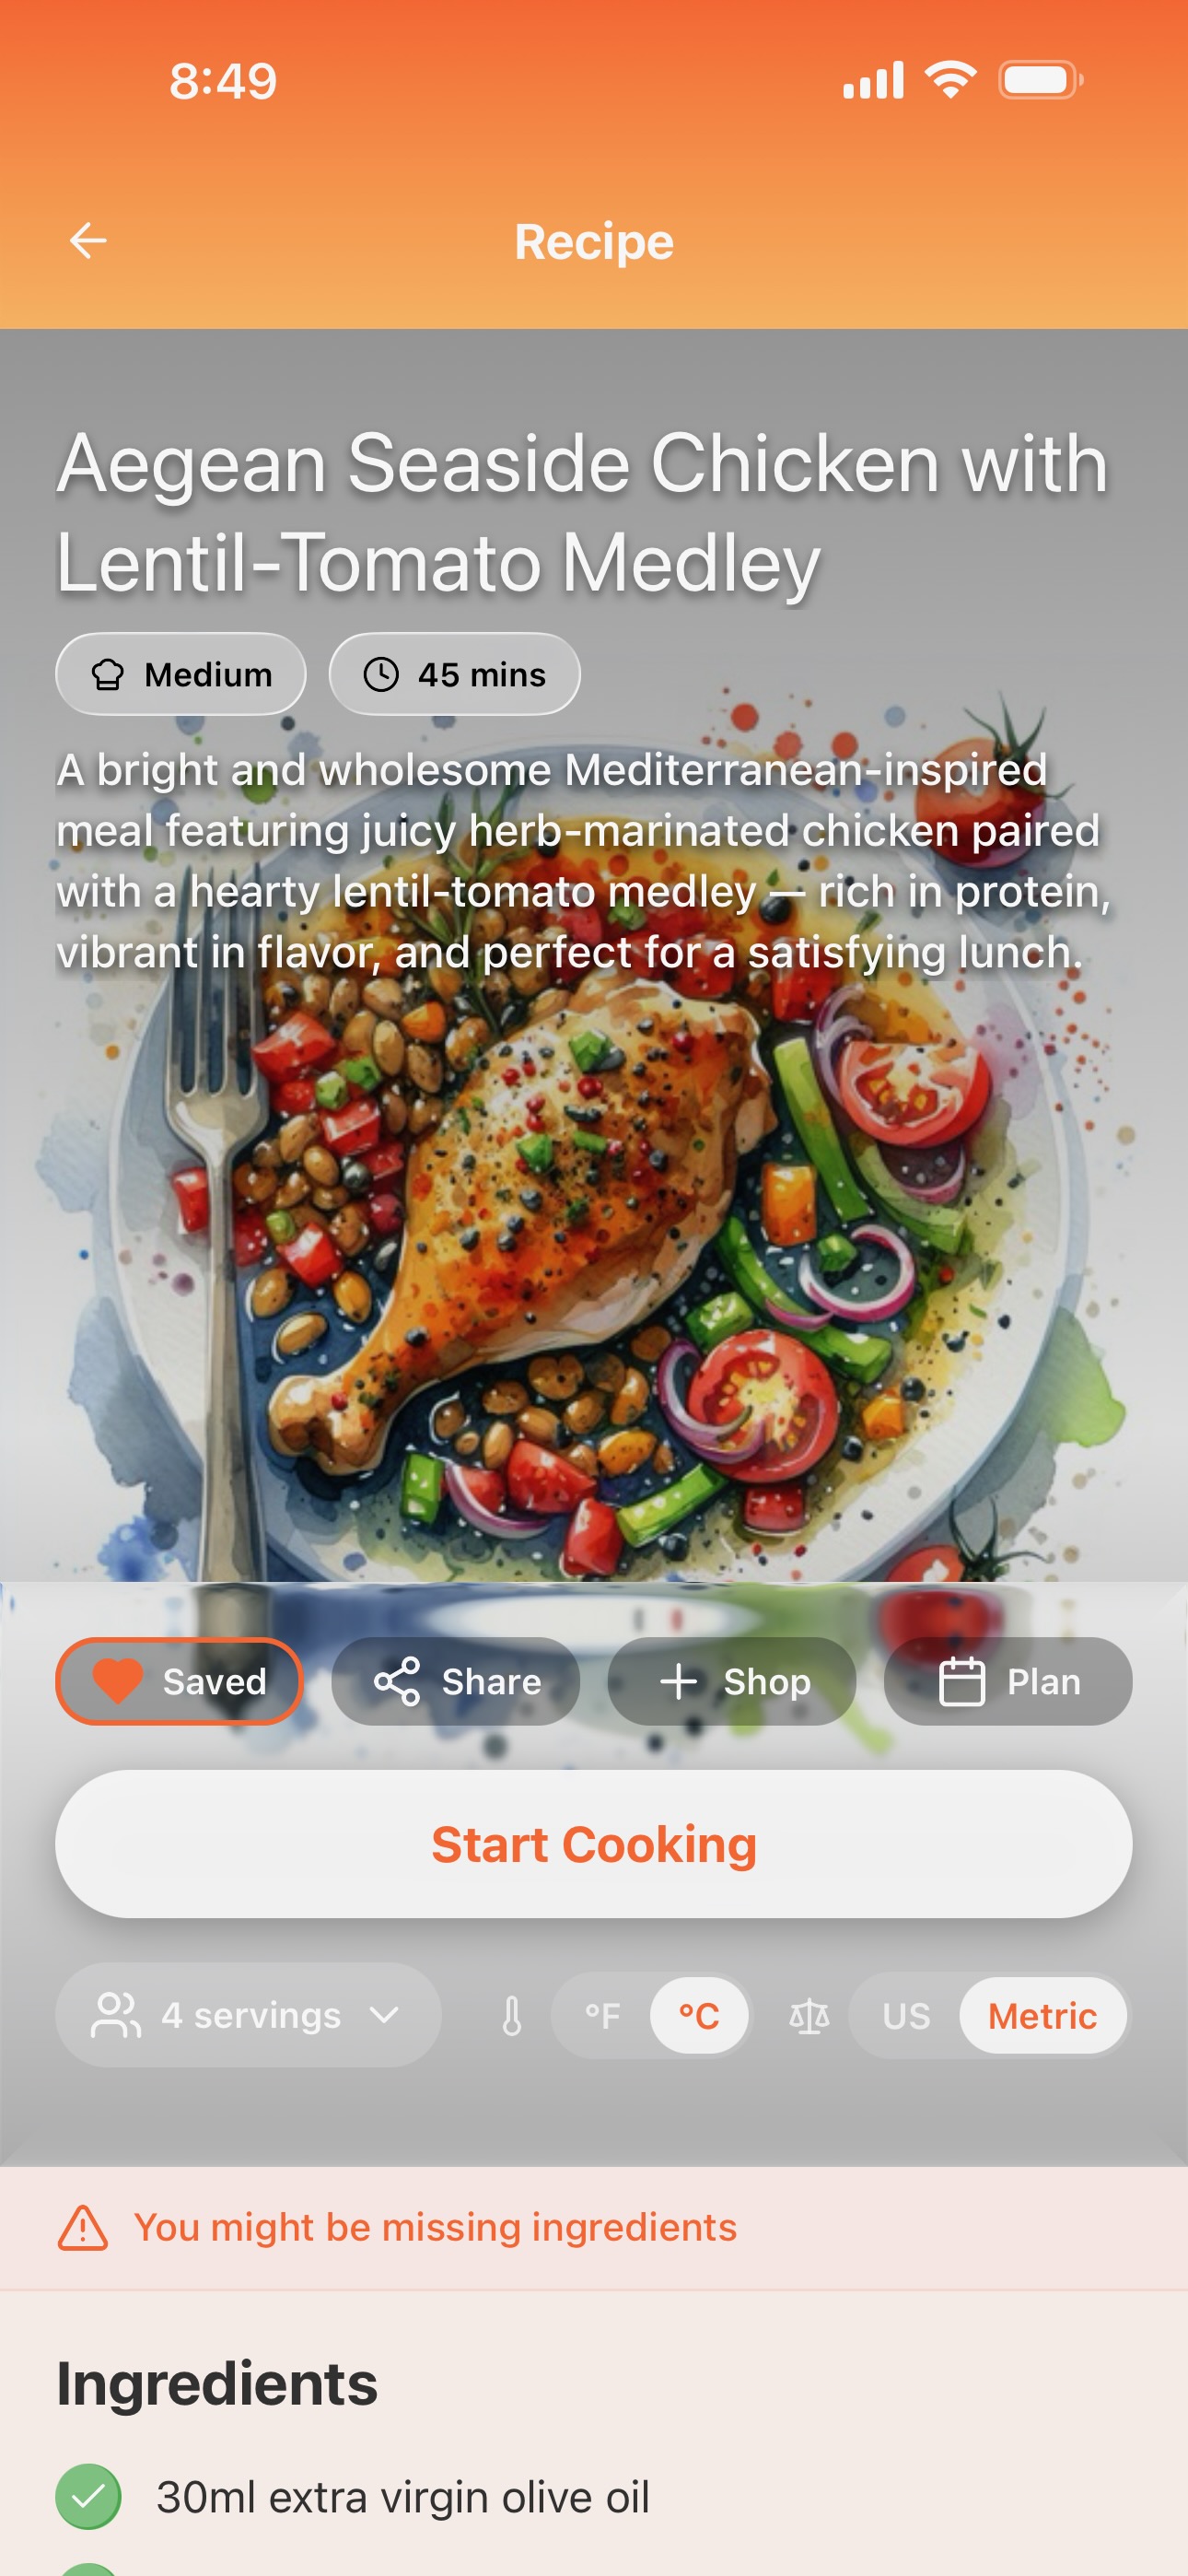 8:49
Recipe
Aegean Seaside Chicken with
Lentil-Tomato Medley
Medium
45 mins
A bright and wholesome Mediterranean-inspired
meal featuring juicy herb-marinated chicken paired
with a hearty lentil-tomato medley — rich in protein,
vibrant in flavor, and perfect for a satisfying lunch.
Saved
Share
Shop
Plan
Start Cooking
4 servings
°F
°C
US
Metric
You might be missing ingredients
Ingredients
30ml extra virgin olive oil